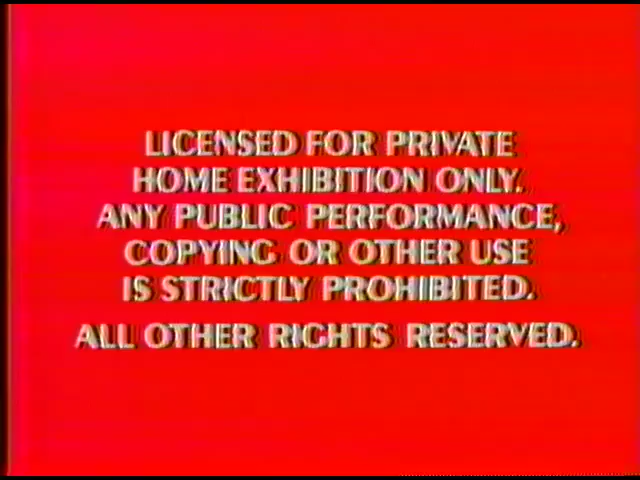 LICENSED FOR PRIVATE
HOME EXHIBITION ONLY.
ANY PUBLIC PERFORMANCE,
COPYING OR OTHER USE
IS STRICTLY PROHIBITED.
ALL OTHER RIGHTS RESERVED.